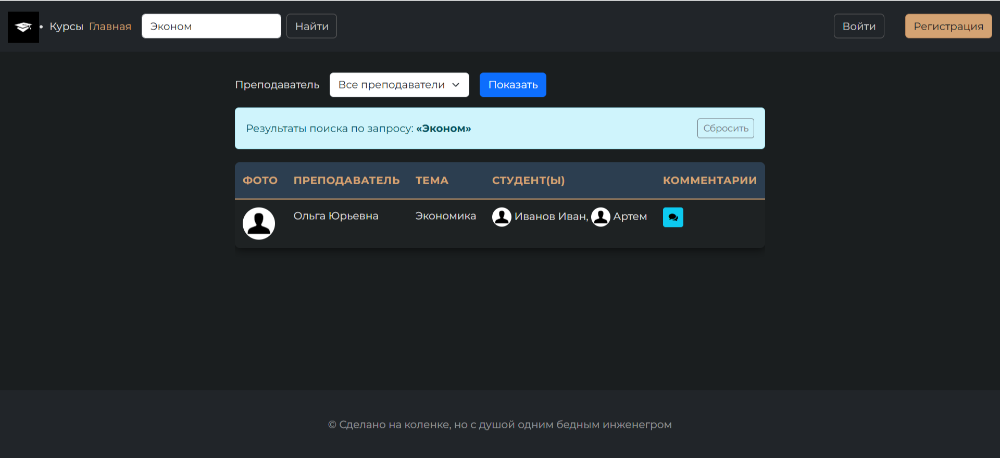 Курсы Главная Эконом Найти Войти Регистрация
Преподаватель Все преподаватели Показать
Результаты поиска по запросу: «Эконом» Сбросить
ФОТО ПРЕПОДАВАТЕЛЬ ТЕМА СТУДЕНТ(Ы) КОММЕНТАРИИ
Ольга Юрьевна Экономика Иванов Иван, Артем
© Сделано на коленке, но с душой одним бедным инженегром